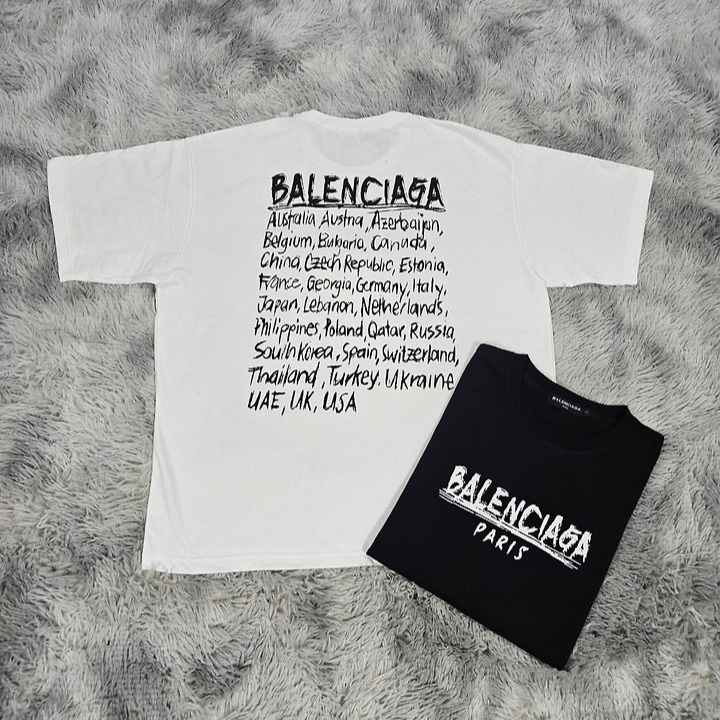 BALENCIAGA
Australia Austria, Azerbaijan,
Belgium, Bulgaria, Canada,
China, Czech Republic, Estonia,
France, Georgia, Germany, Italy,
Japan, Lebanon, Netherlands,
Philippines, Poland, Qatar, Russia,
South Korea, Spain, Switzerland,
Thailand, Turkey. Ukraine
UAE, UK, USA
BALENCIAGA
BALENCIAGA
PARIS